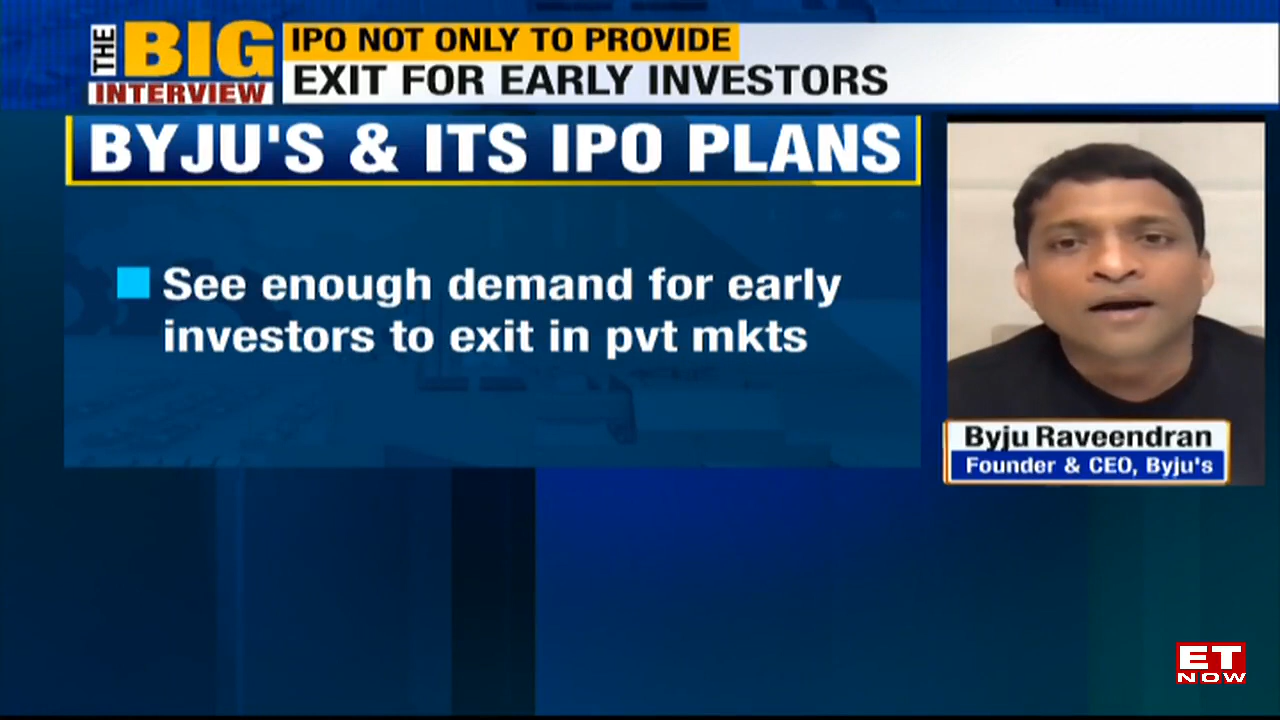 THE
BIG
INTERVIEW
IPO NOT ONLY TO PROVIDE
EXIT FOR EARLY INVESTORS
BYJU'S & ITS IPO PLANS
See enough demand for early
investors to exit in pvt mkts
Byju Raveendran
Founder & CEO, Byju's
ET
NOW